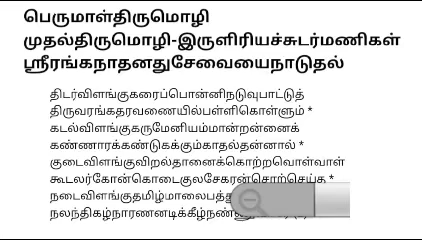 பெருமாள்திருமொழி
முதல்திருமொழி-இருளிரியச்சுடர்மணிகள்
ஸ்ரீரங்கநாதனதுசேவையைநாடுதல்
திடர்விளங்குகரைப்பொன்னிநடுவுபாட்டுத்
திருவரங்கதரவணையில்பள்ளிகொள்ளும் *
கடல்விளங்குகருமேனியம்மான்றன்னைக்
கண்ணாரக்கண்டுகக்கும்காதல்தன்னால் *
குடைவிளங்குவிறல்தானைக்கொற்றவொள்வாள்
கூடலர்கோன்கொடைகுலசேகரன்சொற்செய்த *
நடைவிளங்குதமிழ்மாலைபத்து
நலந்திகழ்நாரணனடிக்கீழ்